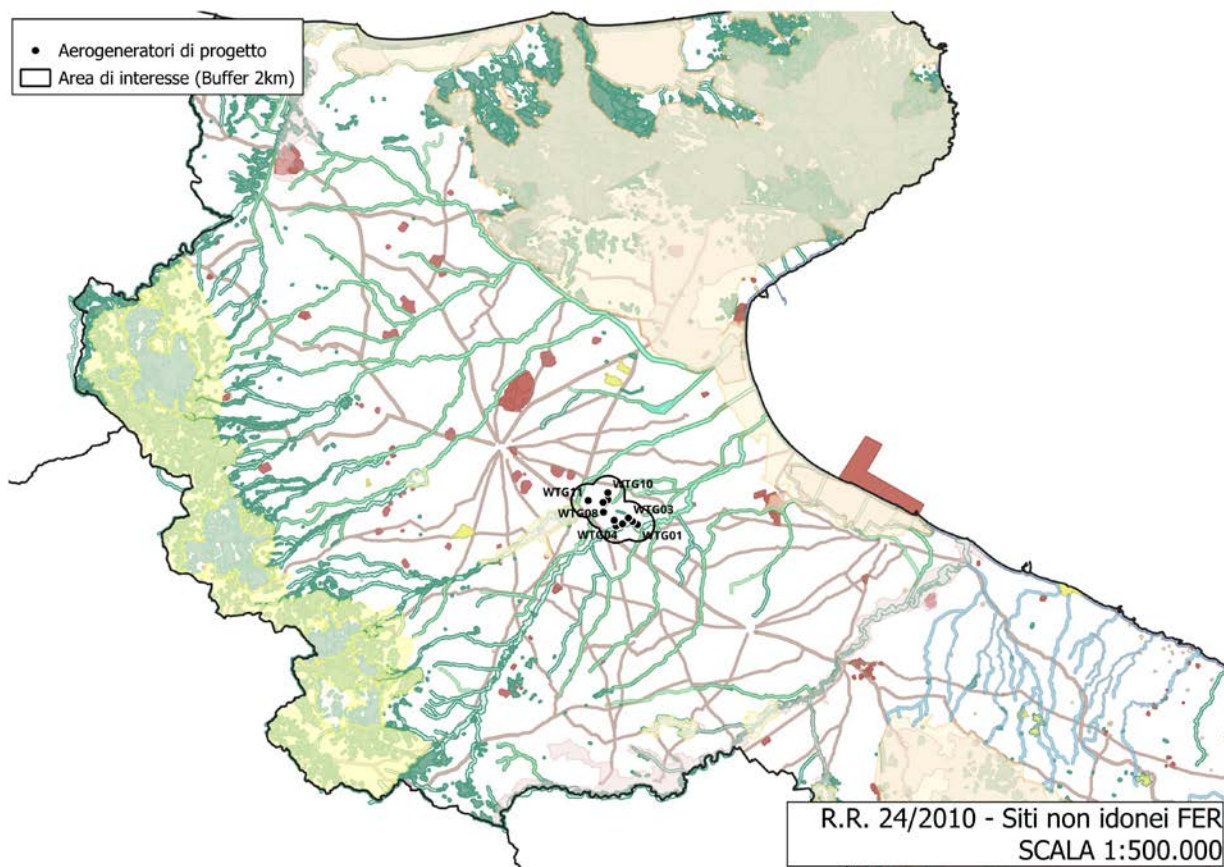 Aerogeneratori di progetto
Area di interesse (Buffer 2km)
WTG11
WTG10
WTG08
WTG03
WTG04
WTG01
R.R. 24/2010 - Siti non idonei FER
SCALA 1:500.000